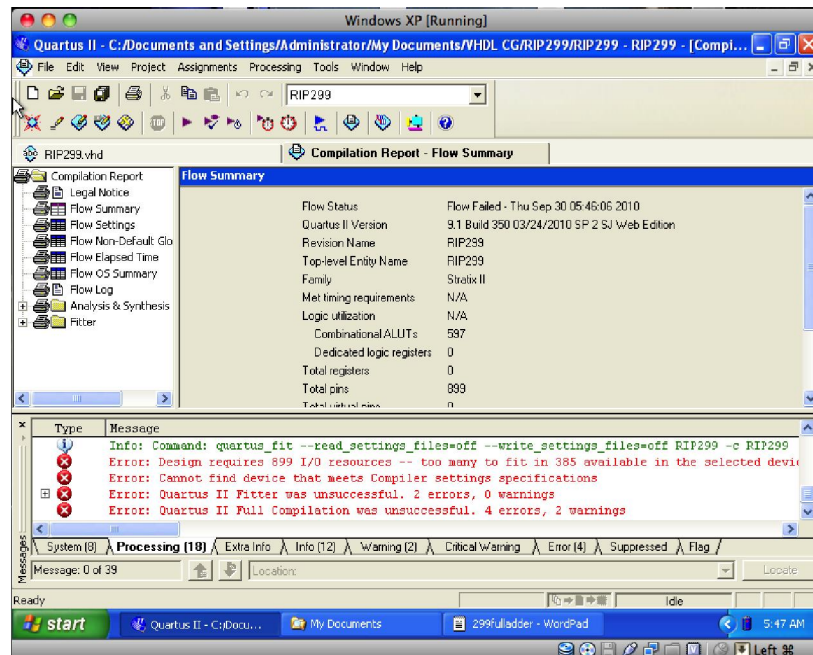 Windows XP [Running]
Quartus II - C:/Documents and Settings/Administrator/My Documents/VHDL CG/RIP299/RIP299 - RIP299 - [Compi...
File Edit View Project Assignments Processing Tools Window Help
RIP299
RIP299.vhd
Compilation Report - Flow Summary
Compilation Report
Legal Notice
Flow Summary
Flow Settings
Flow Non-Default Glo
Flow Elapsed Time
Flow OS Summary
Flow Log
Analysis & Synthesis
Fitter
Flow Summary
Flow Status Flow Failed - Thu Sep 30 05:46:06 2010
Quartus II Version 9.1 Build 350 03/24/2010 SP 2 SJ Web Edition
Revision Name RIP299
Top-level Entity Name RIP299
Family Stratix II
Met timing requirements N/A
Logic utilization N/A
Combinational ALUTs 597
Dedicated logic registers 0
Total registers 0
Total pins 899
Total virtual pins 0
Type Message
Info: Command: quartus_fit --read_settings_files=off --write_settings_files=off RIP299 -c RIP299
Error: Design requires 899 I/O resources -- too many to fit in 385 available in the selected devi
Error: Cannot find device that meets Compiler settings specifications
Error: Quartus II Fitter was unsuccessful. 2 errors, 0 warnings
Error: Quartus II Full Compilation was unsuccessful. 4 errors, 2 warnings
System (8) Processing (18) Extra Info Info (12) Warning (2) Critical Warning Error (4) Suppressed Flag
Messages
Message: 0 of 39
Location:
Locate
Ready
Idle
start
Quartus II - C:/Docu...
My Documents
299fulladder - WordPad
5:47 AM
Left ⌘